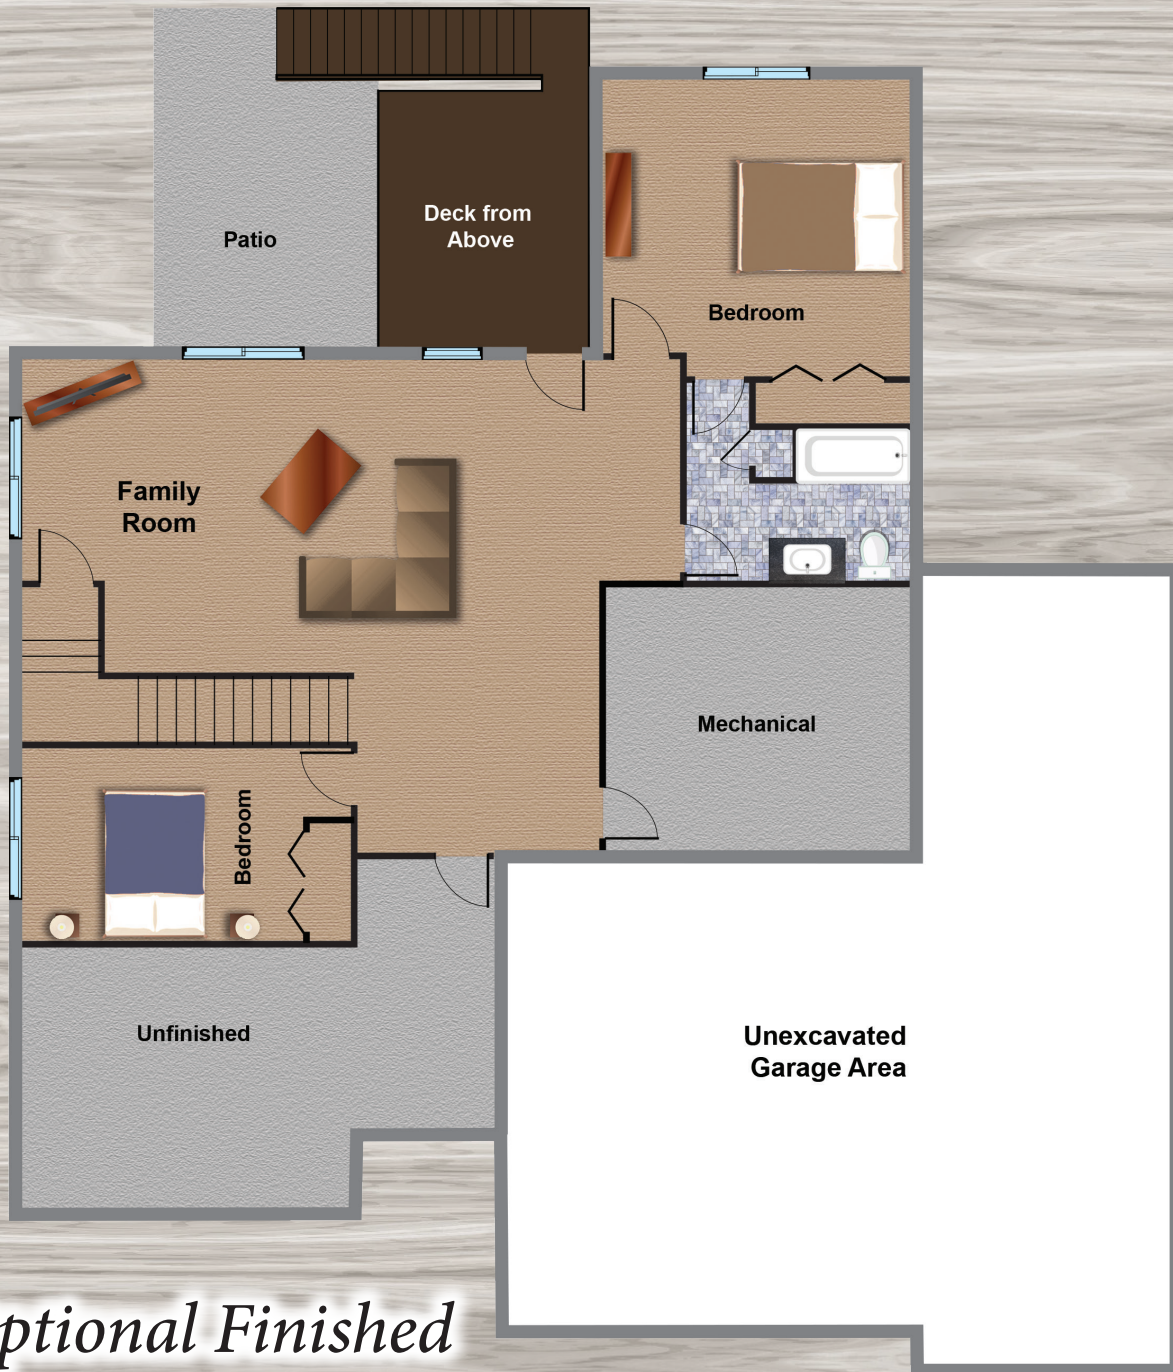 Deck from
Above
Patio
Bedroom
Family
Room
Mechanical
Bedroom
Unfinished
Unexcavated
Garage Area
ptional Finished